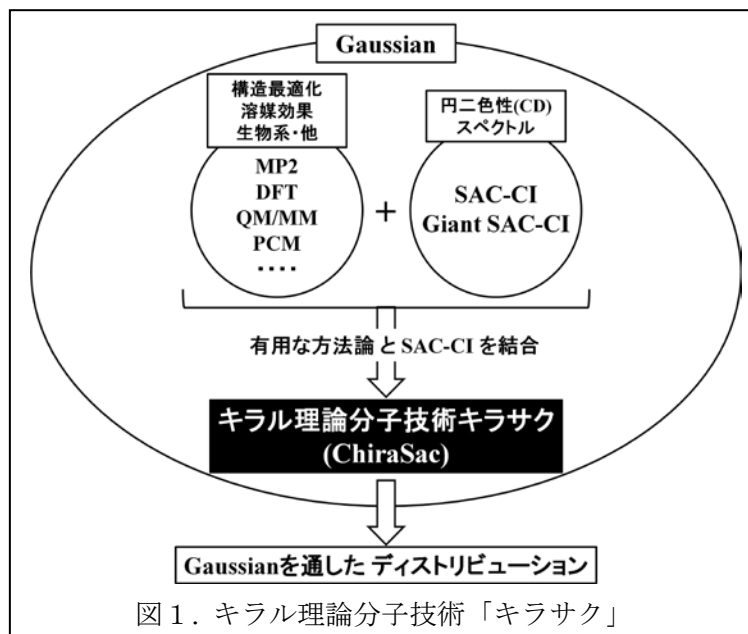 Gaussian
構造最適化
溶媒効果
生物系・他
MP2
DFT
QM/MM
PCM
・・・・
+
円二色性(CD)
スペクトル
SAC-CI
Giant SAC-CI
有用な方法論 と SAC-CI を結合
キラル理論分子技術キラサク
(ChiraSac)
Gaussianを通した ディストリビューション
図１. キラル理論分子技術「キラサク」